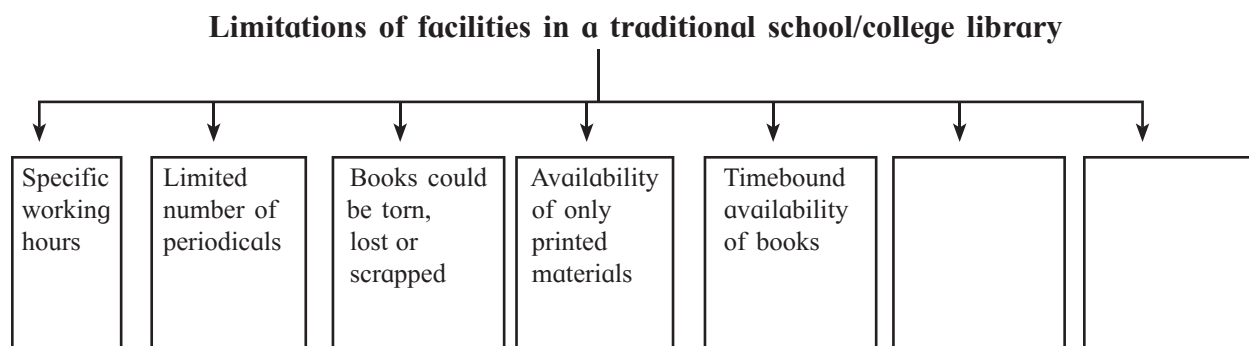 Limitations of facilities in a traditional school/college library
Specific
working
hours
Limited
number of
periodicals
Books could
be torn,
lost or
scrapped
Availability
of only
printed
materials
Timebound
availability
of books